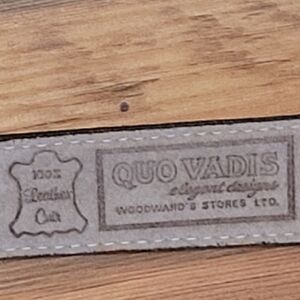 100%
Leather
Cuir
QUO VADIS
elegant designs
WOODWARD'S STORES LTD.